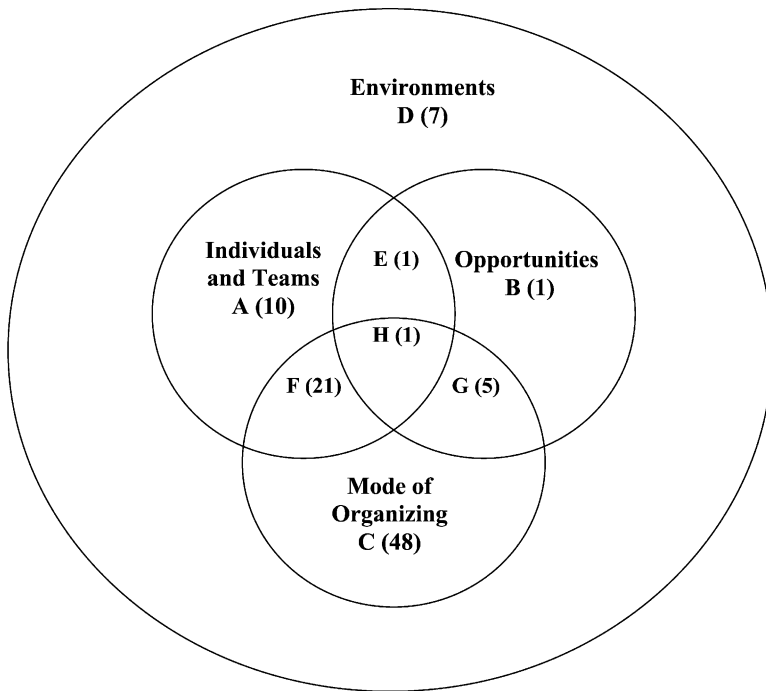 Environments
D (7)
Individuals
and Teams
A (10)
E (1)
Opportunities
B (1)
H (1)
F (21)
G (5)
Mode of
Organizing
C (48)